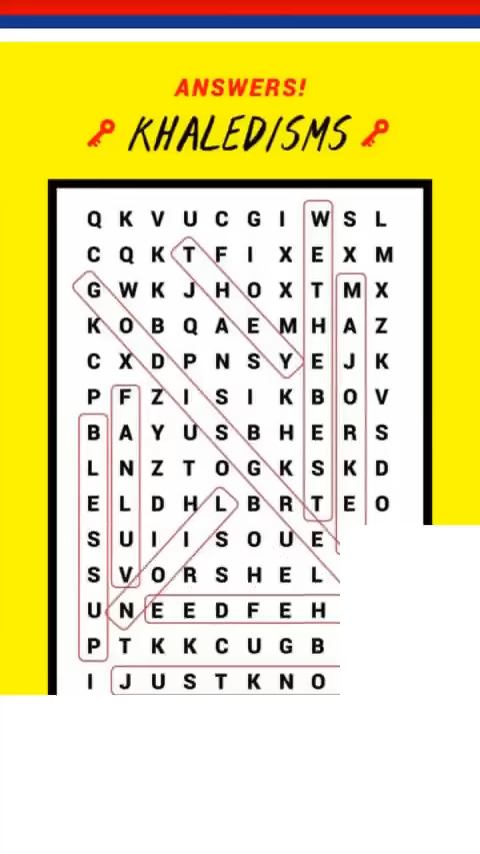 ANSWERS!
KHALEDISMS
Q K V U C G I W S L
C Q K T F I X E X M
G W K J H O X T M X
K O B Q A E M H A Z
C X D P N S Y E J K
P F Z I S I K B O V
B A Y U S B H E R S
L N Z T O G K S K D
E L D H L B R T E O
S U I I S O U E
S V O R S H E L
U N E E D F E H
P T K K C U G B
I J U S T K N O